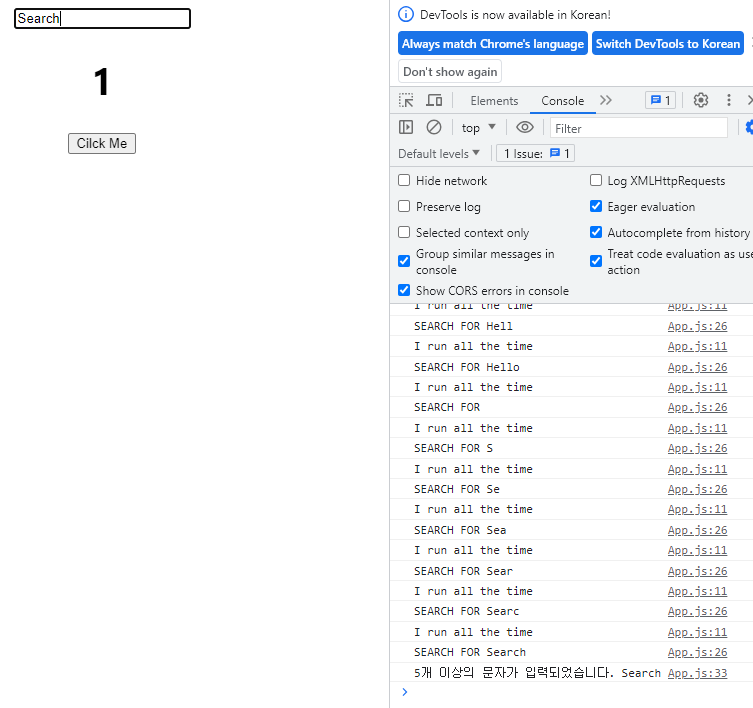 Search
1
Cilck Me
DevTools is now available in Korean!
Always match Chrome's language
Switch DevTools to Korean
Don't show again
Elements
Console
1
top
Filter
Default levels
1 Issue:
1
Hide network
Log XMLHttpRequests
Preserve log
Eager evaluation
Selected context only
Autocomplete from history
Group similar messages in
console
Treat code evaluation as use
action
Show CORS errors in console
I run all the time App.js:11
SEARCH FOR Hell App.js:26
I run all the time App.js:11
SEARCH FOR Hello App.js:26
I run all the time App.js:11
SEARCH FOR App.js:26
I run all the time App.js:11
SEARCH FOR S App.js:26
I run all the time App.js:11
SEARCH FOR Se App.js:26
I run all the time App.js:11
SEARCH FOR Sea App.js:26
I run all the time App.js:11
SEARCH FOR Sear App.js:26
I run all the time App.js:11
SEARCH FOR Searc App.js:26
I run all the time App.js:11
SEARCH FOR Search App.js:26
5개 이상의 문자가 입력되었습니다. Search App.js:33